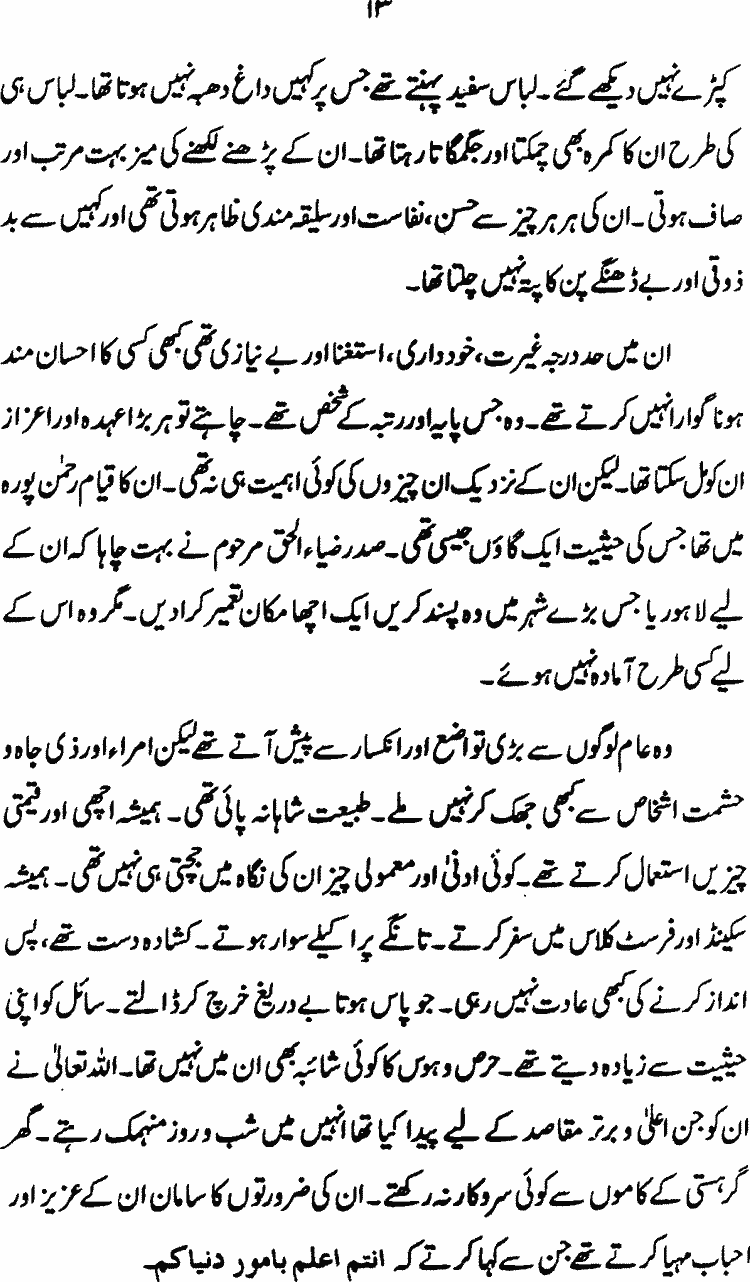 ۱۳
کپڑے نہیں دیکھے گئے۔ لباس سفید پہنتے تھے جس پر کہیں داغ دھبہ نہیں ہوتا تھا۔ لباس ہی
کی طرح ان کا کمرہ بھی چمکتا اور جگمگاتا رہتا تھا۔ ان کے پڑھنے لکھنے کی میز بہت مرتب اور
صاف ہوتی۔ ان کی ہر ہر چیز سے حسن، نفاست اور سلیقہ مندی ظاہر ہوتی تھی اور کہیں سے بد
ذوقی اور بے ڈھنگے پن کا پتہ نہیں چلتا تھا۔
ان میں حد درجہ غیرت، خودداری، استغنا اور بے نیازی تھی کبھی کسی کا احسان مند
ہونا گوارا نہیں کرتے تھے۔ وہ جس پایہ اور رتبہ کے شخص تھے۔ چاہتے تو ہر بڑا عہدہ اور اعزاز
ان کو مل سکتا تھا۔ لیکن ان کے نزدیک ان چیزوں کی کوئی اہمیت ہی نہ تھی۔ ان کا قیام رحمٰن پورہ
میں تھا جس کی حیثیت ایک گاؤں جیسی تھی۔ صدر ضیاء الحق مرحوم نے بہت چاہا کہ ان کے
لیے لاہور یا جس بڑے شہر میں وہ پسند کریں ایک اچھا مکان تعمیر کرا دیں۔ مگر وہ اس کے
لیے کسی طرح آمادہ نہیں ہوئے۔
وہ عام لوگوں سے بڑی تواضع اور انکسار سے پیش آتے تھے لیکن امراء اور ذی جاہ و
حشمت اشخاص سے کبھی جھک کر نہیں ملے۔ طبیعت شاہانہ پائی تھی۔ ہمیشہ اچھی اور قیمتی
چیزیں استعمال کرتے تھے۔ کوئی ادنیٰ اور معمولی چیز ان کی نگاہ میں جچتی ہی نہیں تھی۔ ہمیشہ
سکینڈ اور فرسٹ کلاس میں سفر کرتے۔ تانگے پر اکیلے سوار ہوتے۔ کشادہ دست تھے، پس
انداز کرنے کی کبھی عادت نہیں رہی۔ جو پاس ہوتا بے دریغ خرچ کر ڈالتے۔ سائل کو اپنی
حیثیت سے زیادہ دیتے تھے۔ حرص و ہوس کا کوئی شائبہ بھی ان میں نہیں تھا۔ اللہ تعالیٰ نے
ان کو جن اعلیٰ و برتر مقاصد کے لیے پیدا کیا تھا انہیں میں شب و روز منہمک رہتے۔ گھر
گرہستی کے کاموں سے کوئی سروکار نہ رکھتے۔ ان کی ضرورتوں کا سامان ان کے عزیز اور
احباب مہیا کرتے تھے جن سے کہا کرتے کہ انتم اعلم بامور دنیاکم۔